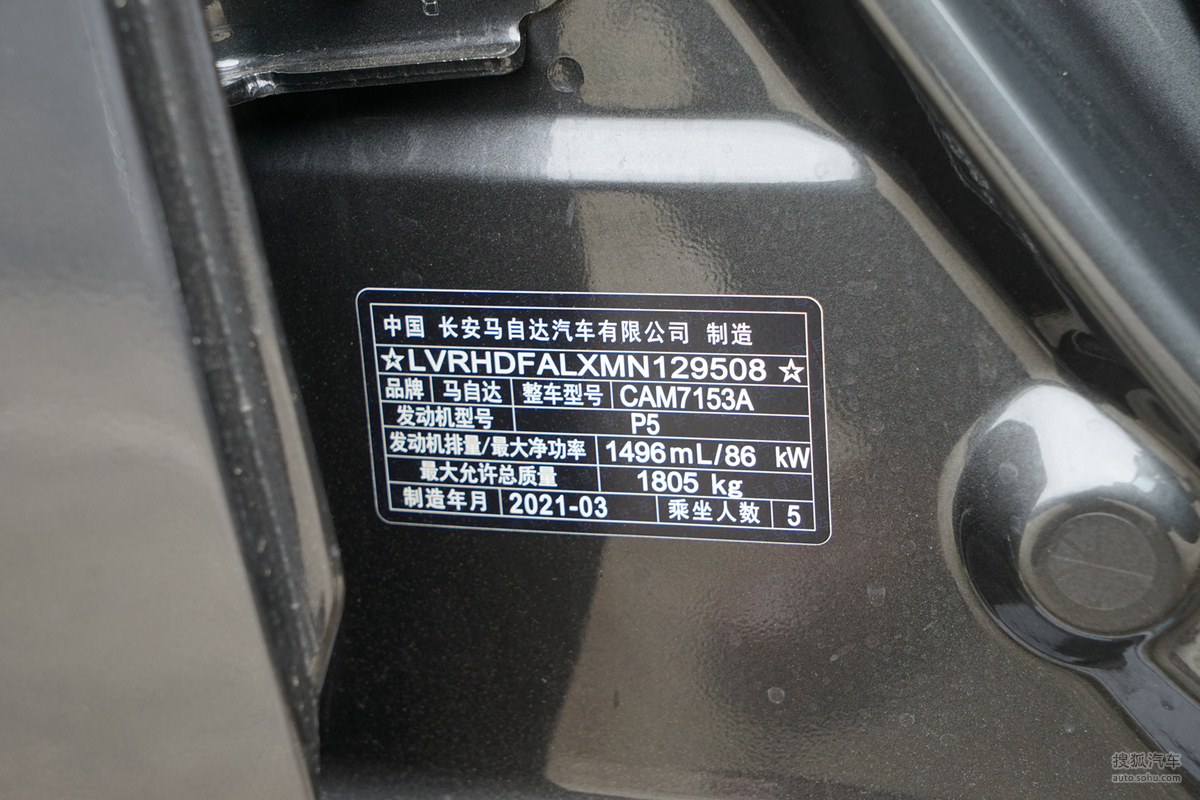 中国 长安马自达汽车有限公司 制造
☆LVRHDFALXMN129508☆
品牌 马自达 整车型号 CAM7153A
发动机型号 P5
发动机排量/最大净功率 1496mL/86 kW
最大允许总质量 1805 kg
制造年月 2021-03 乘坐人数 5
搜狐汽车
auto.sohu.com